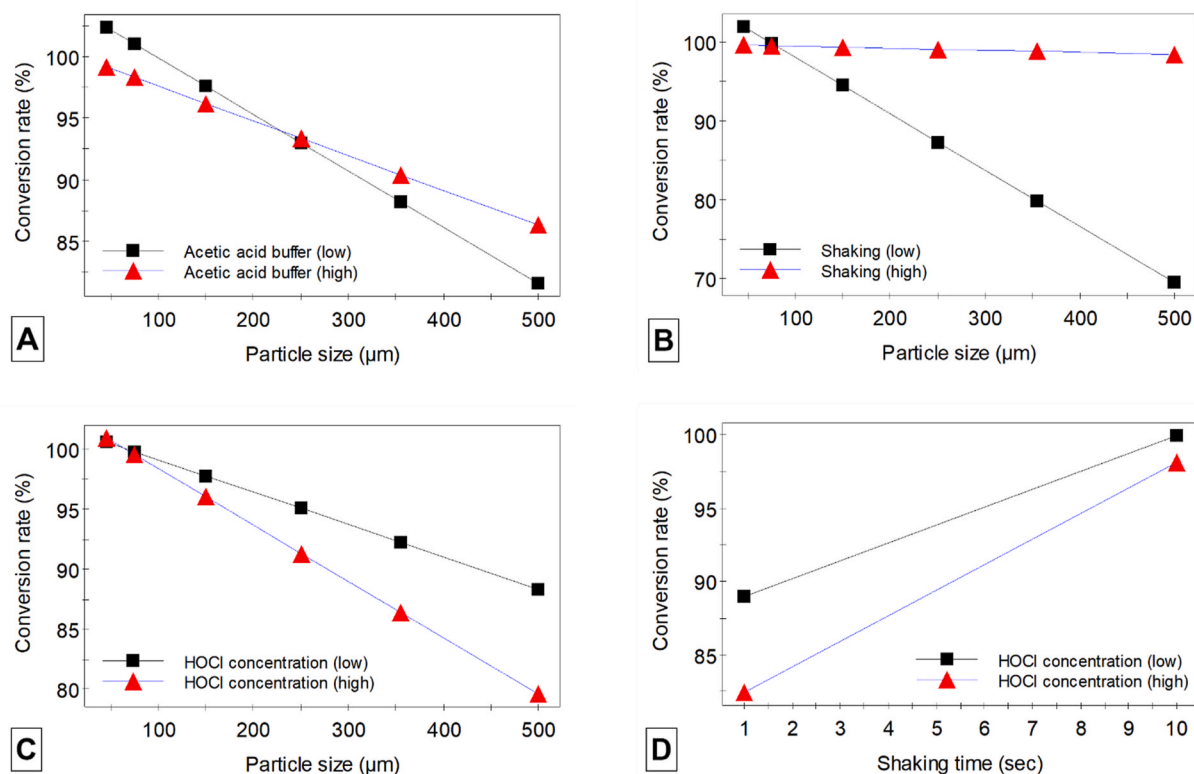 100
95
90
85
Conversion rate (%)
Acetic acid buffer (low)
Acetic acid buffer (high)
100 200 300 400 500
Particle size (µm)
A
100
90
80
70
Conversion rate (%)
Shaking (low)
Shaking (high)
100 200 300 400 500
Particle size (µm)
B
100
95
90
85
80
Conversion rate (%)
HOCl concentration (low)
HOCl concentration (high)
100 200 300 400 500
Particle size (µm)
C
100
95
90
85
Conversion rate (%)
HOCl concentration (low)
HOCl concentration (high)
1 2 3 4 5 6 7 8 9 10
Shaking time (sec)
D